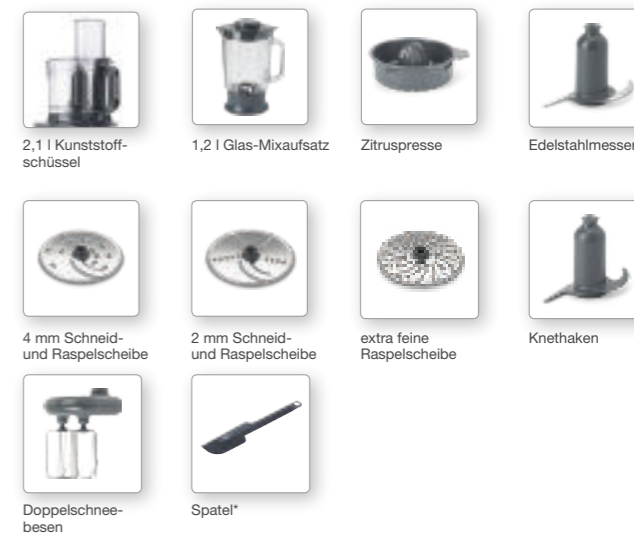 2,1 l Kunststoff-
schüssel
1,2 l Glas-Mixaufsatz
Zitruspresse
Edelstahlmesser
4 mm Schneid-
und Raspelscheibe
2 mm Schneid-
und Raspelscheibe
extra feine
Raspelscheibe
Knethaken
Doppelschnee-
besen
Spatel*